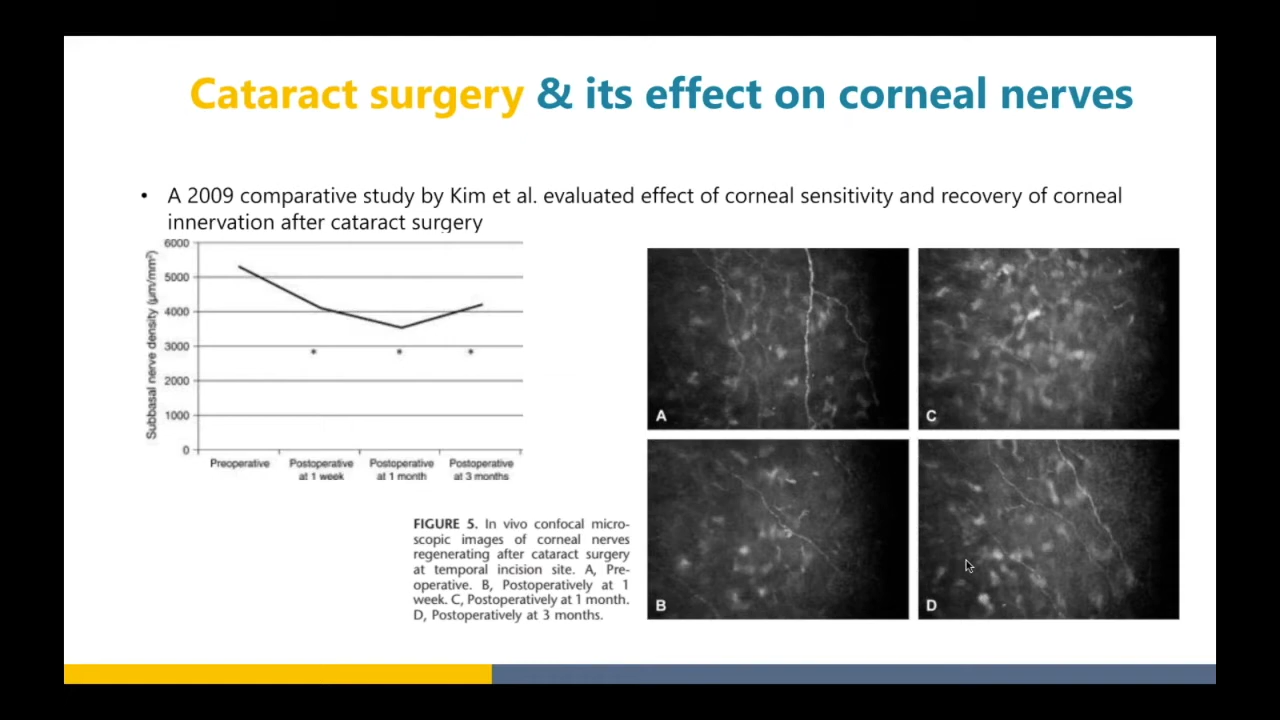 Cataract surgery & its effect on corneal nerves
• A 2009 comparative study by Kim et al. evaluated effect of corneal sensitivity and recovery of corneal
innervation after cataract surgery
Subbasal nerve density (µm/mm²)
6000
5000
4000
3000
2000
1000
0
* * *
Preoperative
Postoperative
at 1 week
Postoperative
at 1 month
Postoperative
at 3 months
FIGURE 5. In vivo confocal micro-
scopic images of corneal nerves
regenerating after cataract surgery
at temporal incision site. A, Pre-
operative. B, Postoperatively at 1
week. C, Postoperatively at 1 month.
D, Postoperatively at 3 months.
A
C
B
D